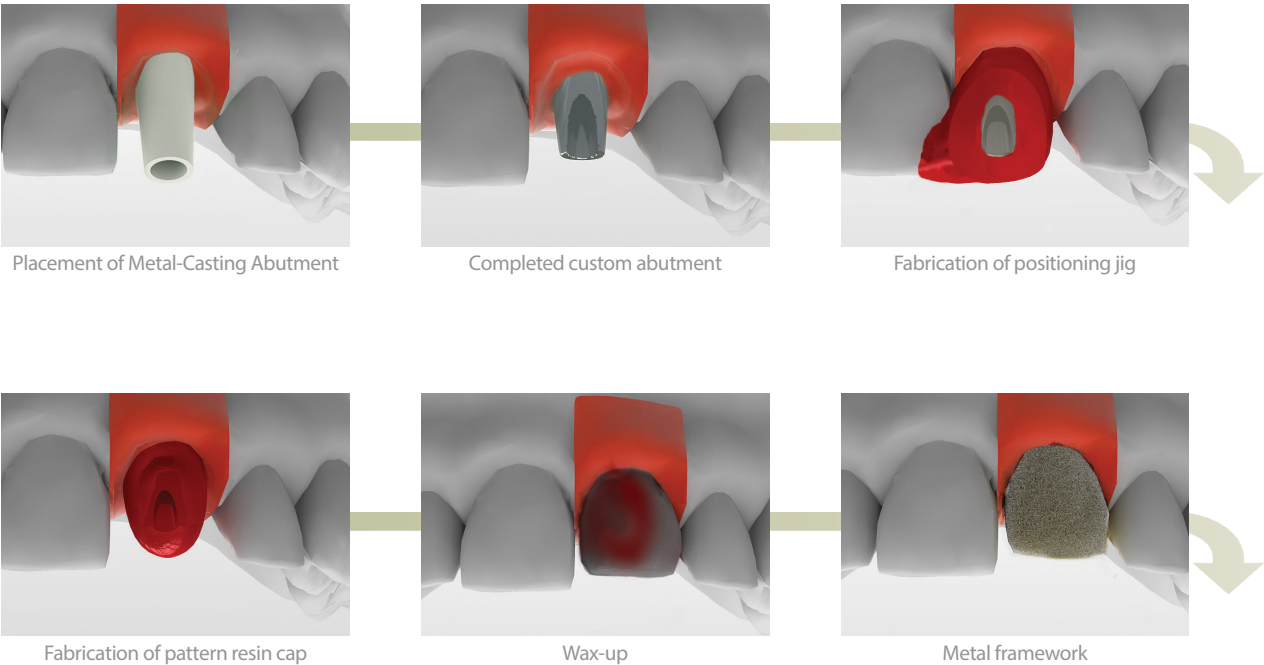 Placement of Metal-Casting Abutment
Completed custom abutment
Fabrication of positioning jig
Fabrication of pattern resin cap
Wax-up
Metal framework